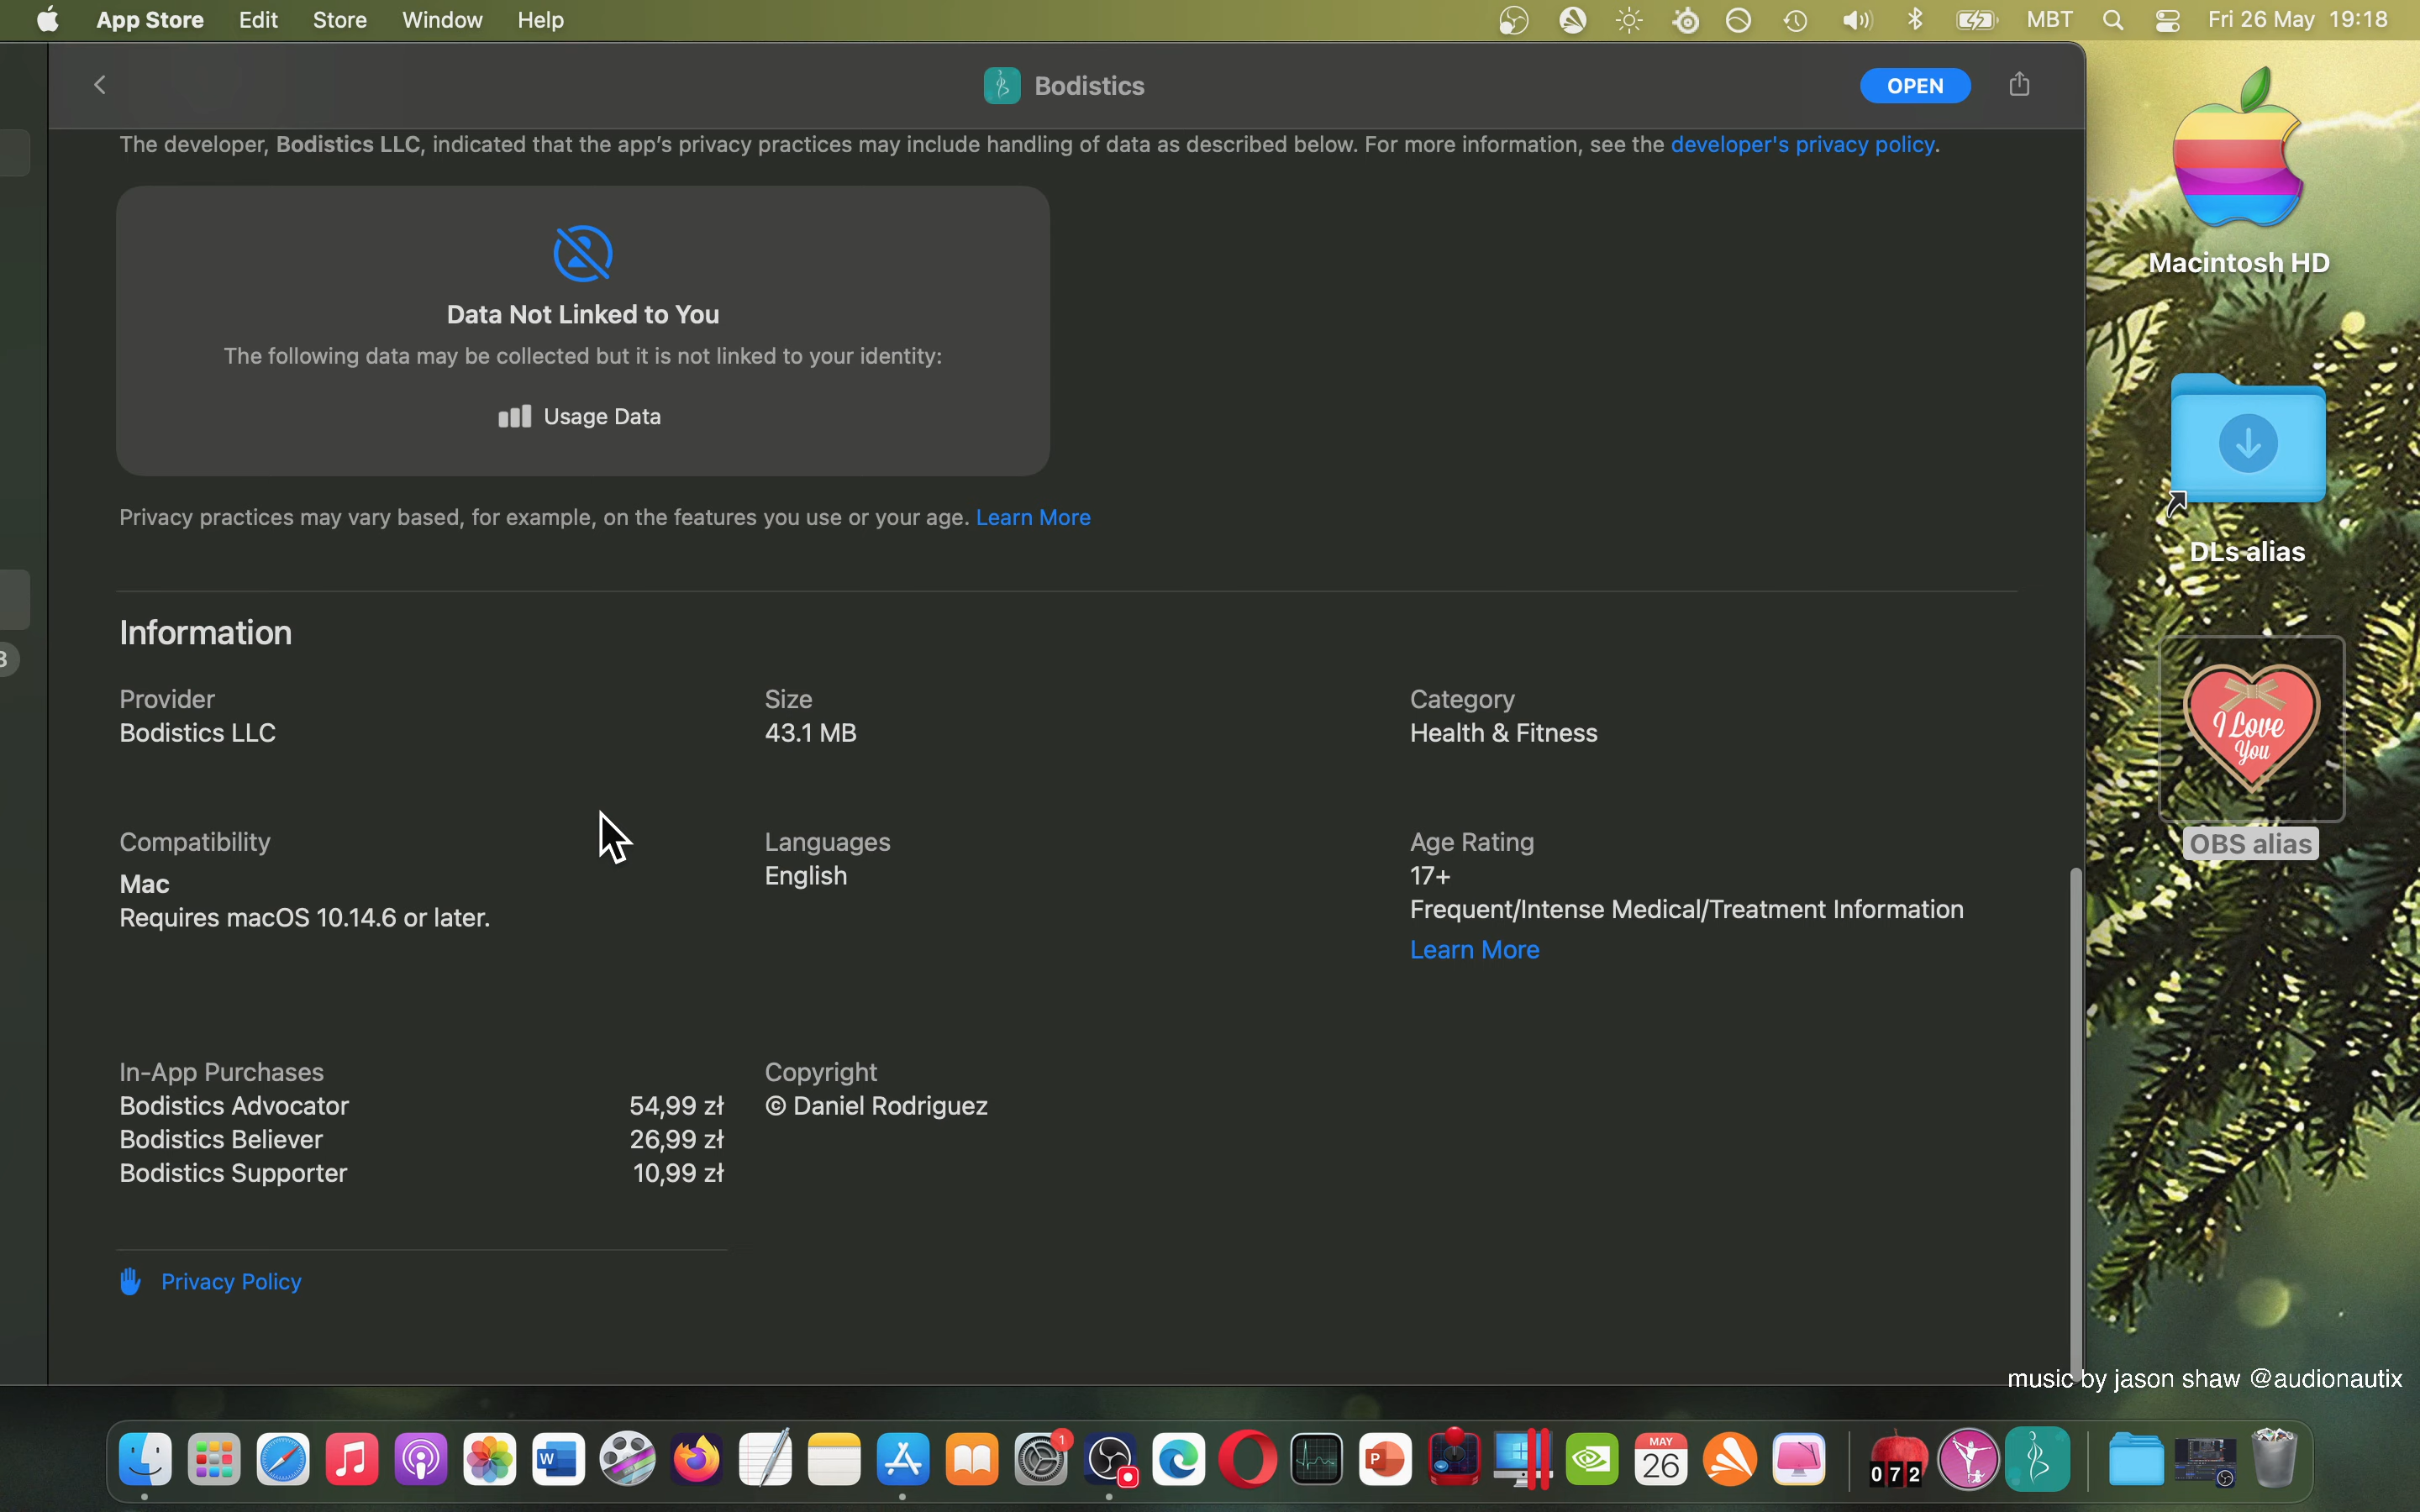 App Store Edit Store Window Help MBT Fri 26 May 19:18
Bodistics OPEN
The developer, Bodistics LLC, indicated that the app's privacy practices may include handling of data as described below. For more information, see the developer's privacy policy.
Data Not Linked to You
The following data may be collected but it is not linked to your identity:
Usage Data
Privacy practices may vary based, for example, on the features you use or your age. Learn More
Information
Provider
Bodistics LLC
Size
43.1 MB
Category
Health & Fitness
Compatibility
Mac
Requires macOS 10.14.6 or later.
Languages
English
Age Rating
17+
Frequent/Intense Medical/Treatment Information
Learn More
In-App Purchases
Bodistics Advocator 54,99 zł
Bodistics Believer 26,99 zł
Bodistics Supporter 10,99 zł
Copyright
© Daniel Rodriguez
Privacy Policy
Macintosh HD
DLs alias
I Love
You
OBS alias
music by jason shaw @audionautix
W
1
P
MAY
26
072